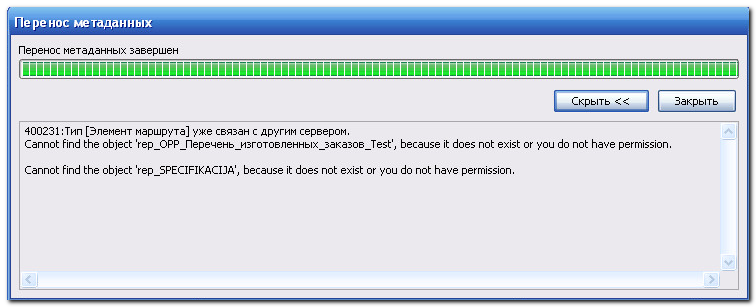 Перенос метаданных
Перенос метаданных завершен
Скрыть << Закрыть
400231:Тип [Элемент маршрута] уже связан с другим сервером.
Cannot find the object 'rep_OPP_Перечень_изготовленных_заказов_Test', because it does not exist or you do not have permission.
Cannot find the object 'rep_SPECIFIKACIJA', because it does not exist or you do not have permission.